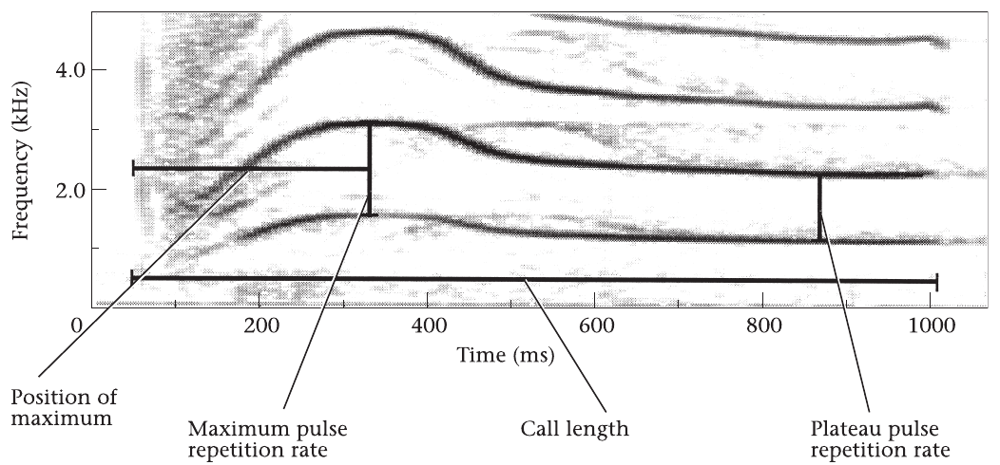 Frequency (kHz)
4.0
2.0
0
200
400
600
800
1000
Time (ms)
Position of
maximum
Maximum pulse
repetition rate
Call length
Plateau pulse
repetition rate